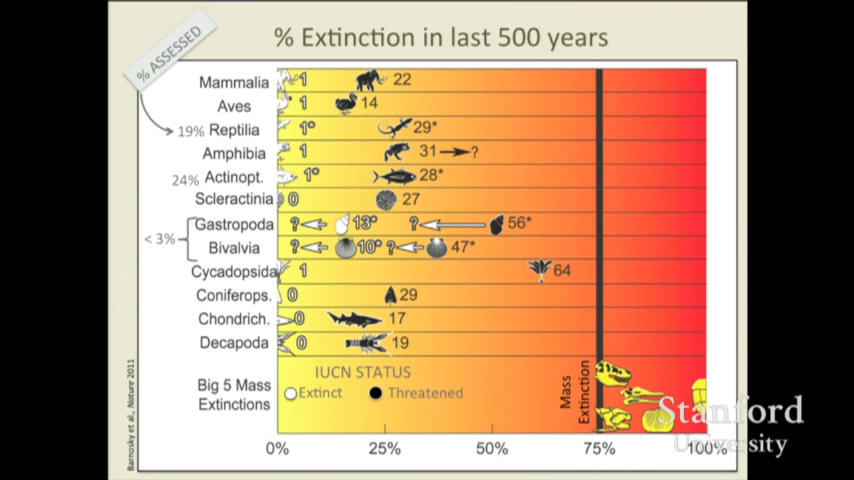 % Extinction in last 500 years
% ASSESSED
Mammalia 1 22
Aves 1 14
19% Reptilia 1* 29*
Amphibia 1 31 → ?
24% Actinopt. 1* 28*
Scleractinia 0 27
Gastropoda ? ← 13* ? ← 56*
< 3%
Bivalvia ? ← 10* ? ← 47*
Cycadopsida 1 64
Coniferops. 0 29
Chondrich. 0 17
Decapoda 0 19
IUCN STATUS
Extinct Threatened
Big 5 Mass
Extinctions
Mass
Extinction
0% 25% 50% 75% 100%
Barnosky et al., Nature 2011
Stanford
University